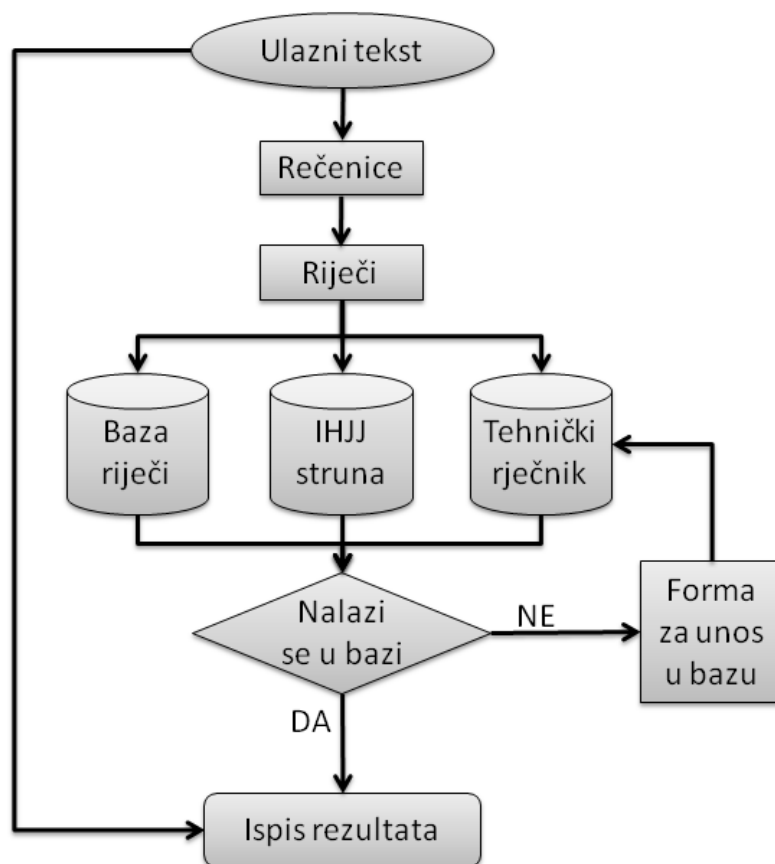 Ulazni tekst
Rečenice
Riječi
Baza
riječi
IHJJ
struna
Tehnički
rječnik
Nalazi
se u bazi
NE
Forma
za unos
u bazu
DA
Ispis rezultata